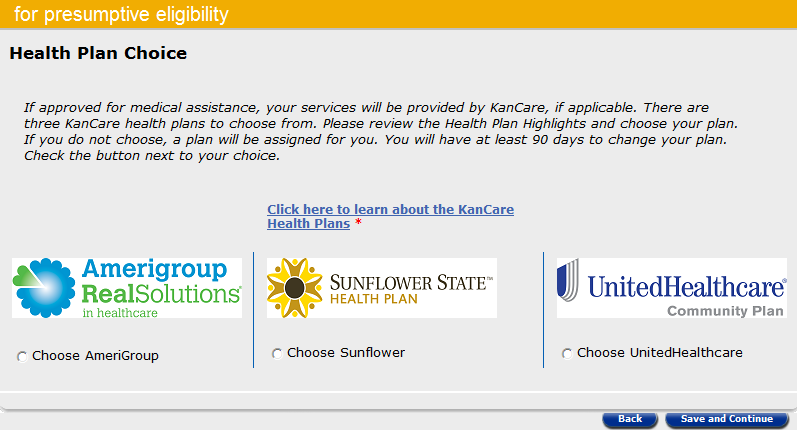 for presumptive eligibility
Health Plan Choice
If approved for medical assistance, your services will be provided by KanCare, if applicable. There are
three KanCare health plans to choose from. Please review the Health Plan Highlights and choose your plan.
If you do not choose, a plan will be assigned for you. You will have at least 90 days to change your plan.
Check the button next to your choice.
Click here to learn about the KanCare
Health Plans *
Amerigroup
RealSolutions®
in healthcare
SUNFLOWER STATE™
HEALTH PLAN
UnitedHealthcare®
Community Plan
Choose AmeriGroup
Choose Sunflower
Choose UnitedHealthcare
Back
Save and Continue